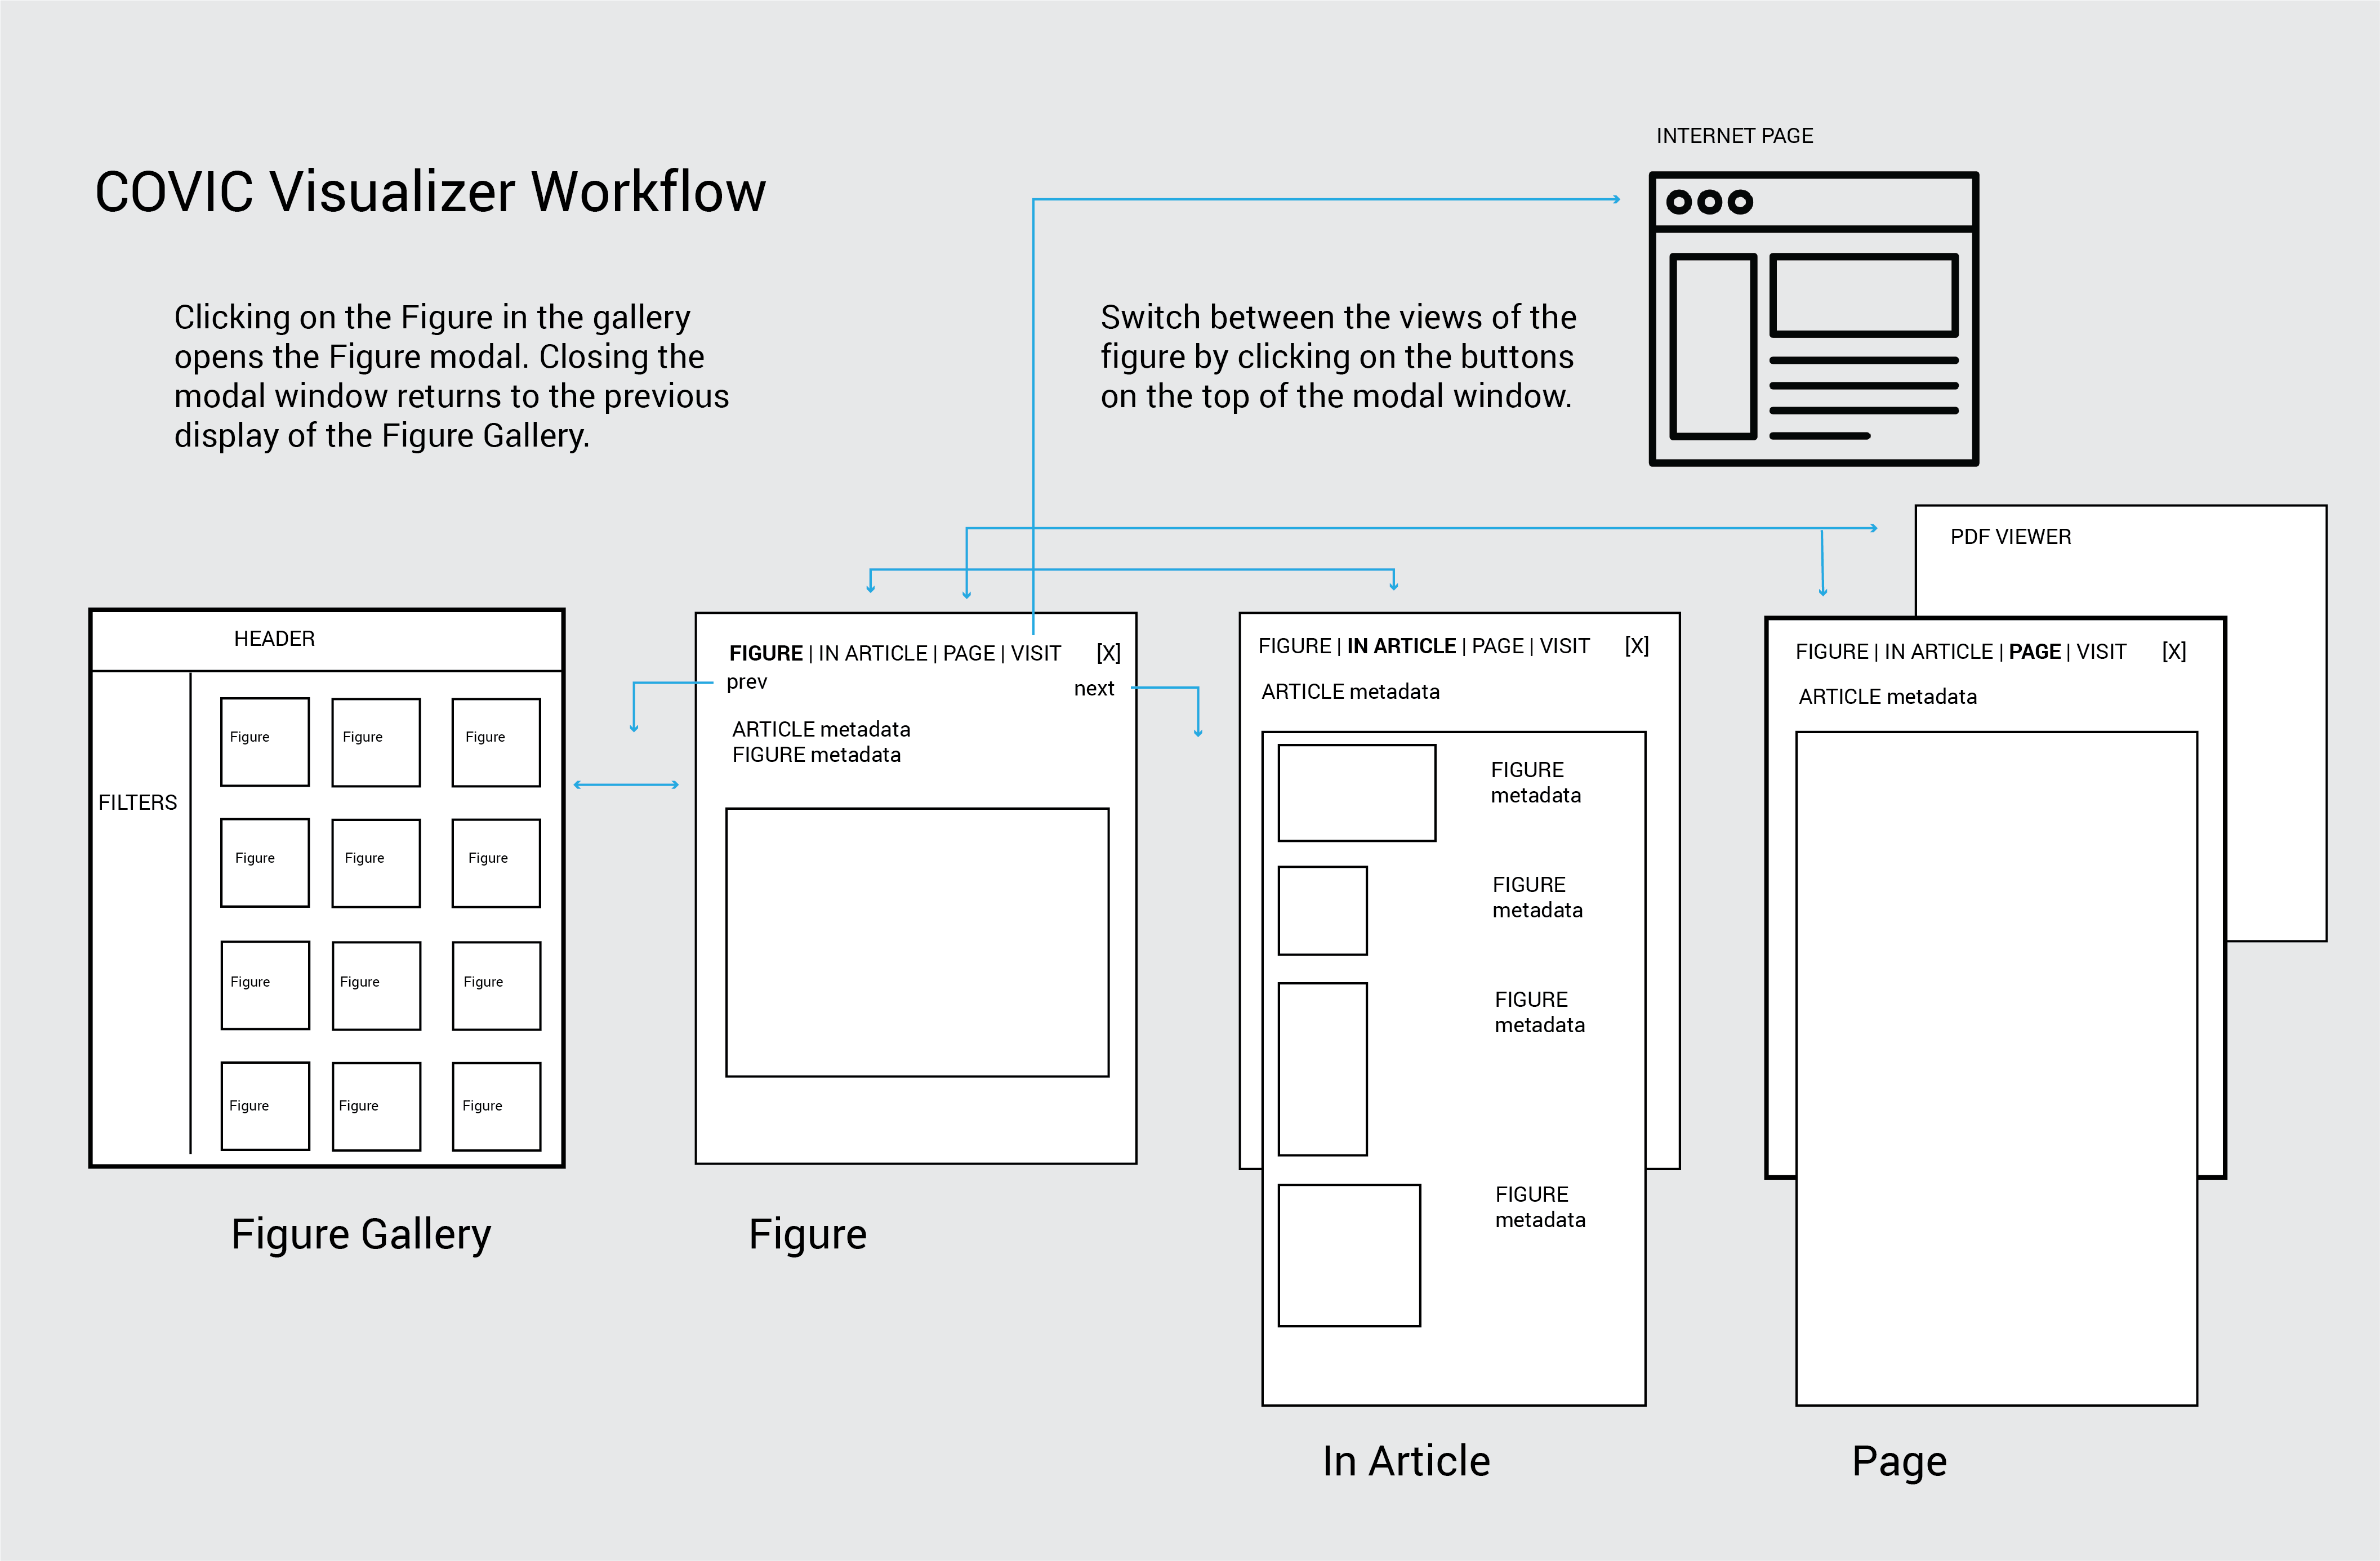 COVIC Visualizer Workflow
Clicking on the Figure in the gallery
opens the Figure modal. Closing the
modal window returns to the previous
display of the Figure Gallery.
Switch between the views of the
figure by clicking on the buttons
on the top of the modal window.
INTERNET PAGE
HEADER
FILTERS
Figure
Figure
Figure
Figure
Figure
Figure
Figure
Figure
Figure
Figure
Figure
Figure
Figure Gallery
FIGURE | IN ARTICLE | PAGE | VISIT [X]
prev
next
ARTICLE metadata
FIGURE metadata
Figure
FIGURE | IN ARTICLE | PAGE | VISIT [X]
ARTICLE metadata
FIGURE
metadata
FIGURE
metadata
FIGURE
metadata
FIGURE
metadata
In Article
PDF VIEWER
FIGURE | IN ARTICLE | PAGE | VISIT [X]
ARTICLE metadata
Page